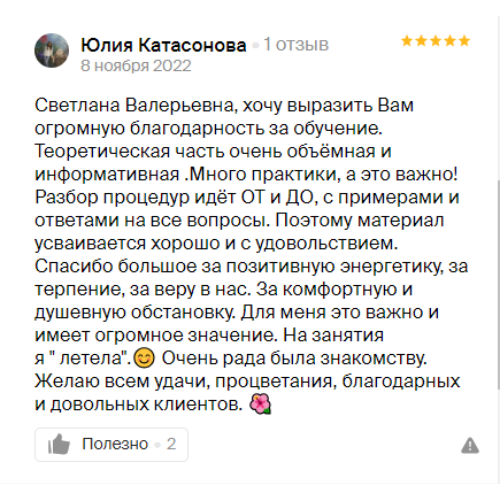 Юлия Катасонова • 1 отзыв
8 ноября 2022
Светлана Валерьевна, хочу выразить Вам
огромную благодарность за обучение.
Теоретическая часть очень объёмная и
информативная .Много практики, а это важно!
Разбор процедур идёт ОТ и ДО, с примерами и
ответами на все вопросы. Поэтому материал
усваивается хорошо и с удовольствием.
Спасибо большое за позитивную энергетику, за
терпение, за веру в нас. За комфортную и
душевную обстановку. Для меня это важно и
имеет огромное значение. На занятия
я " летела".😊 Очень рада была знакомству.
Желаю всем удачи, процветания, благодарных
и довольных клиентов. 🌺
Полезно • 2